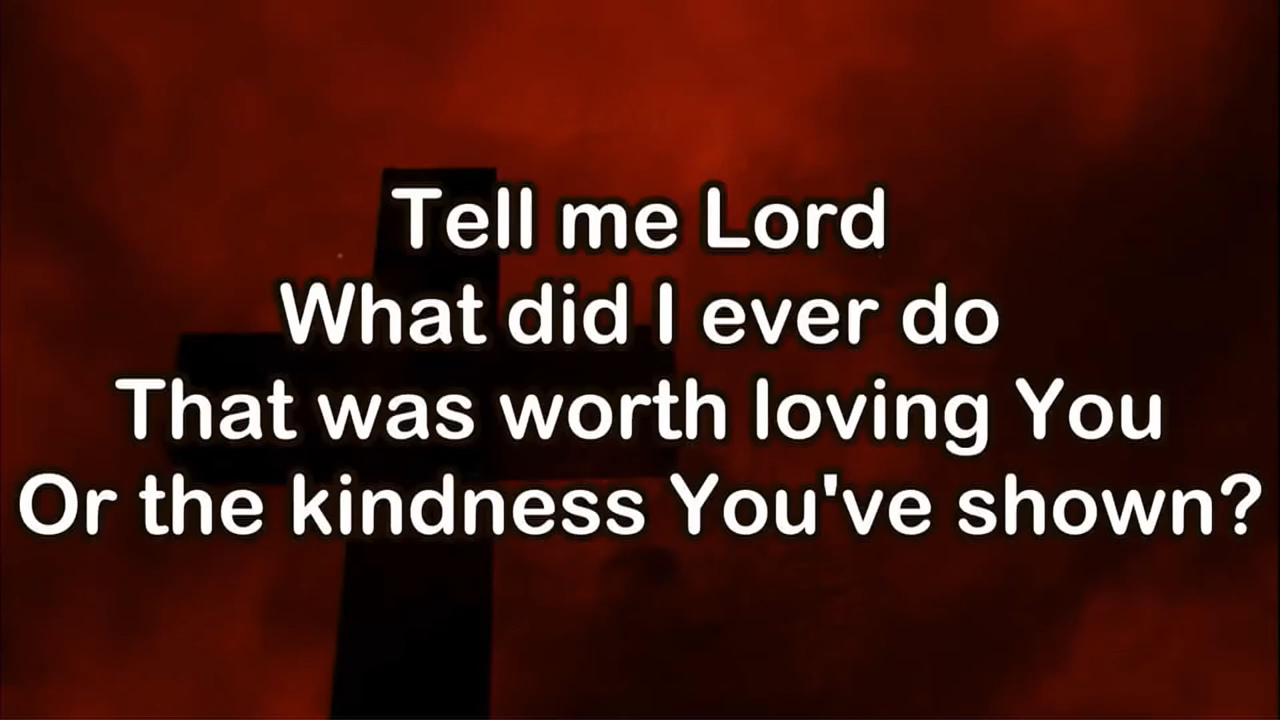 Tell me Lord
What did I ever do
That was worth loving You
Or the kindness You've shown?